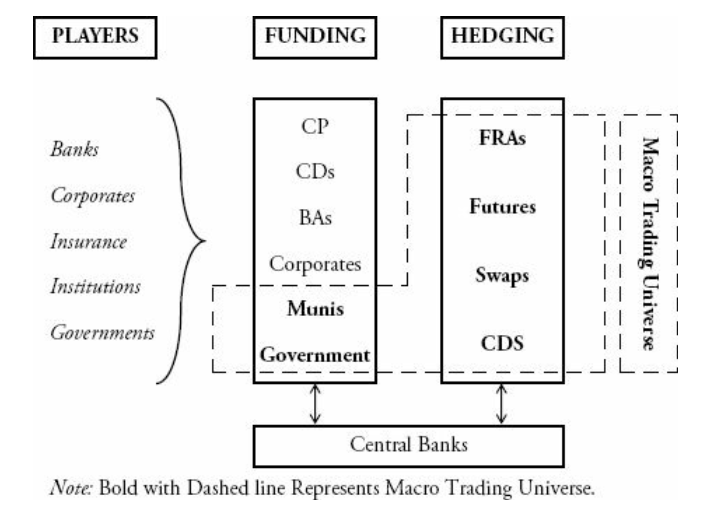 PLAYERS
FUNDING
HEDGING
Banks
Corporates
Insurance
Institutions
Governments
CP
CDs
BAs
Corporates
Munis
Government
FRAs
Futures
Swaps
CDS
Macro Trading Universe
Central Banks
Note: Bold with Dashed line Represents Macro Trading Universe.